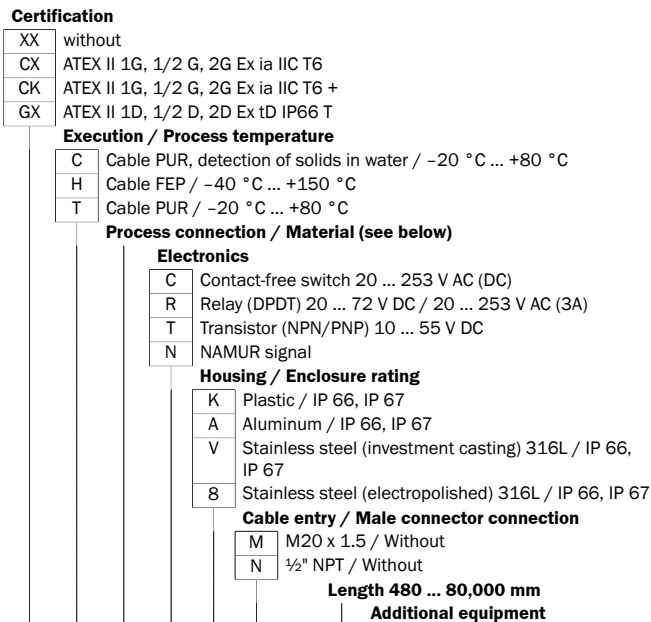 Certification
XX without
CX ATEX II 1G, 1/2 G, 2G Ex ia IIC T6
CK ATEX II 1G, 1/2 G, 2G Ex ia IIC T6 +
GX ATEX II 1D, 1/2 D, 2D Ex tD IP66 T
Execution / Process temperature
C Cable PUR, detection of solids in water / –20 °C ... +80 °C
H Cable FEP / –40 °C ... +150 °C
T Cable PUR / –20 °C ... +80 °C
Process connection / Material (see below)
Electronics
C Contact-free switch 20 ... 253 V AC (DC)
R Relay (DPDT) 20 ... 72 V DC / 20 ... 253 V AC (3A)
T Transistor (NPN/PNP) 10 ... 55 V DC
N NAMUR signal
Housing / Enclosure rating
K Plastic / IP 66, IP 67
A Aluminum / IP 66, IP 67
V Stainless steel (investment casting) 316L / IP 66,
IP 67
8 Stainless steel (electropolished) 316L / IP 66, IP 67
Cable entry / Male connector connection
M M20 x 1.5 / Without
N ½" NPT / Without
Length 480 ... 80,000 mm
Additional equipment